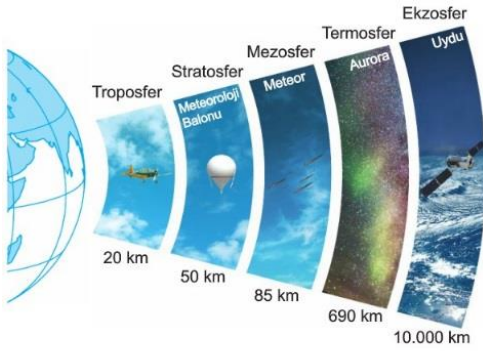 Troposfer
20 km
Stratosfer
Meteoroloji
Balonu
50 km
Mezosfer
Meteor
85 km
Termosfer
Aurora
690 km
Ekzosfer
Uydu
10.000 km